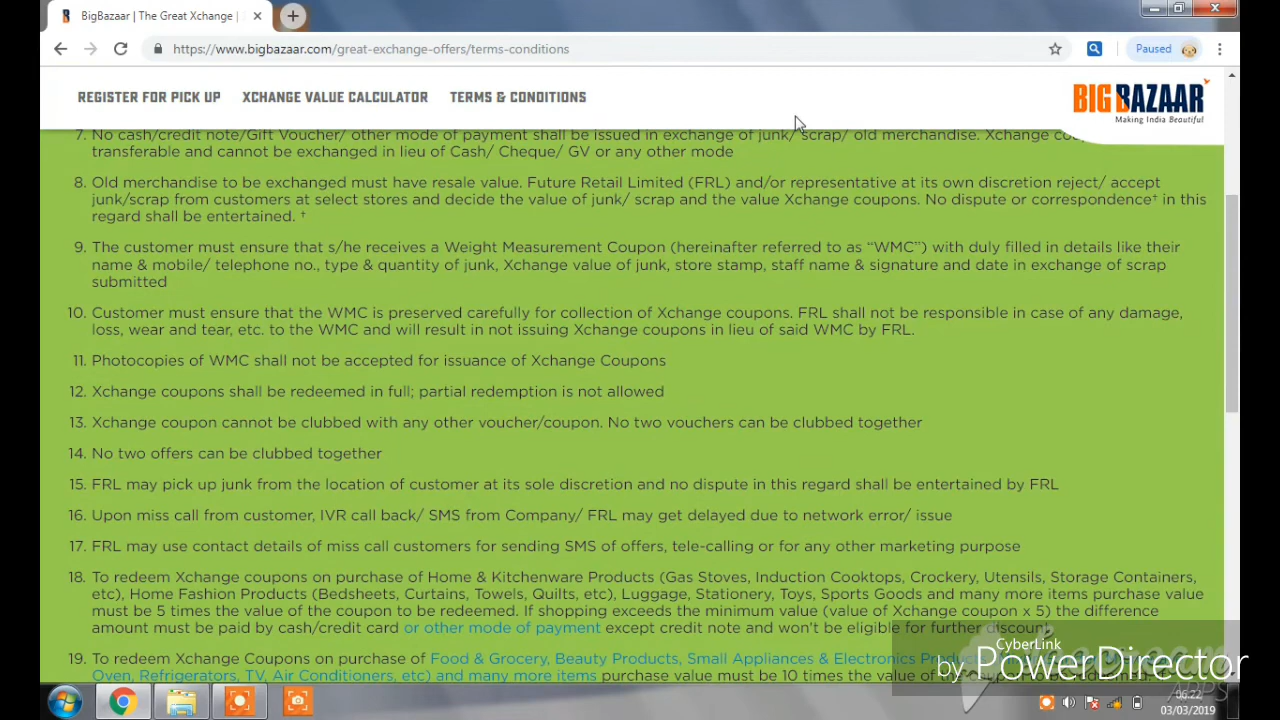 BigBazaar | The Great Xchange |
https://www.bigbazaar.com/great-exchange-offers/terms-conditions
Paused
REGISTER FOR PICK UP XCHANGE VALUE CALCULATOR TERMS & CONDITIONS
BIG BAZAAR
Making India Beautiful
7. No cash/credit note/Gift Voucher/ other mode of payment shall be issued in exchange of junk/ scrap/ old merchandise. Xchange
transferable and cannot be exchanged in lieu of Cash/ Cheque/ GV or any other mode
8. Old merchandise to be exchanged must have resale value. Future Retail Limited (FRL) and/or representative at its own discretion reject/ accept
junk/scrap from customers at select stores and decide the value of junk/ scrap and the value Xchange coupons. No dispute or correspondence† in this
regard shall be entertained. †
9. The customer must ensure that s/he receives a Weight Measurement Coupon (hereinafter referred to as “WMC”) with duly filled in details like their
name & mobile/ telephone no., type & quantity of junk, Xchange value of junk, store stamp, staff name & signature and date in exchange of scrap
submitted
10. Customer must ensure that the WMC is preserved carefully for collection of Xchange coupons. FRL shall not be responsible in case of any damage,
loss, wear and tear, etc. to the WMC and will result in not issuing Xchange coupons in lieu of said WMC by FRL.
11. Photocopies of WMC shall not be accepted for issuance of Xchange Coupons
12. Xchange coupons shall be redeemed in full; partial redemption is not allowed
13. Xchange coupon cannot be clubbed with any other voucher/coupon. No two vouchers can be clubbed together
14. No two offers can be clubbed together
15. FRL may pick up junk from the location of customer at its sole discretion and no dispute in this regard shall be entertained by FRL
16. Upon miss call from customer, IVR call back/ SMS from Company/ FRL may get delayed due to network error/ issue
17. FRL may use contact details of miss call customers for sending SMS of offers, tele-calling or for any other marketing purpose
18. To redeem Xchange coupons on purchase of Home & Kitchenware Products (Gas Stoves, Induction Cooktops, Crockery, Utensils, Storage Containers,
etc), Home Fashion Products (Bedsheets, Curtains, Towels, Quilts, etc), Luggage, Stationery, Toys, Sports Goods and many more items purchase value
must be 5 times the value of the coupon to be redeemed. If shopping exceeds the minimum value (value of Xchange coupon x 5) the difference
amount must be paid by cash/credit card or other mode of payment except credit note and won't be eligible for further discount
19. To redeem Xchange Coupons on purchase of Food & Grocery, Beauty Products, Small Appliances & Electronics
Oven, Refrigerators, TV, Air Conditioners, etc) and many more items purchase value must be 10 times the value of
CyberLink
by PowerDirector
APPS
06:22
03/03/2019